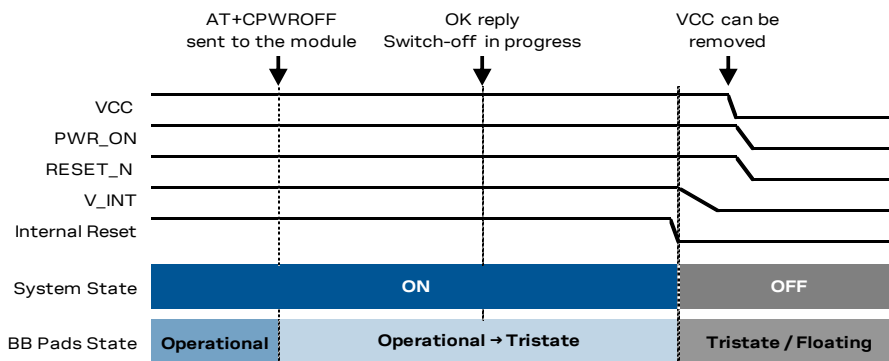 AT+CPWROFF
sent to the module
OK reply
Switch-off in progress
VCC can be
removed
VCC
PWR_ON
RESET_N
V_INT
Internal Reset
System State
ON
OFF
BB Pads State
Operational
Operational → Tristate
Tristate / Floating